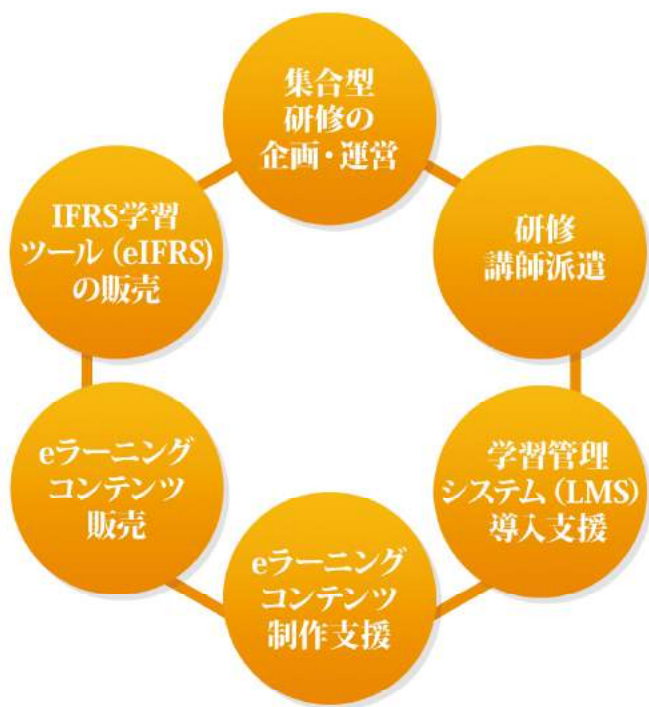 集合型
研修の
企画・運営
研修
講師派遣
学習管理
システム（LMS）
導入支援
eラーニング
コンテンツ
制作支援
eラーニング
コンテンツ
販売
IFRS学習
ツール（eIFRS）
の販売